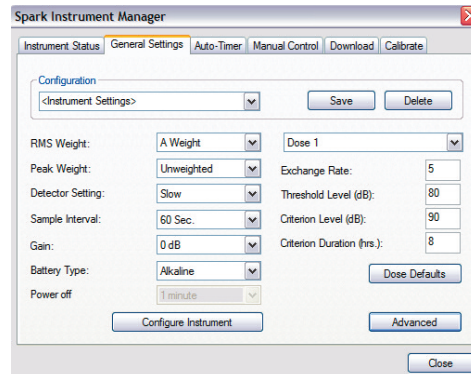 Spark Instrument Manager
Instrument Status General Settings Auto-Timer Manual Control Download Calibrate
Configuration
<Instrument Settings> Save Delete
RMS Weight: A Weight Dose 1
Peak Weight: Unweighted Exchange Rate: 5
Detector Setting: Slow Threshold Level (dB): 80
Sample Interval: 60 Sec. Criterion Level (dB): 90
Gain: 0 dB Criterion Duration (hrs.): 8
Battery Type: Alkaline Dose Defaults
Power off 1 minute
Configure Instrument Advanced
Close